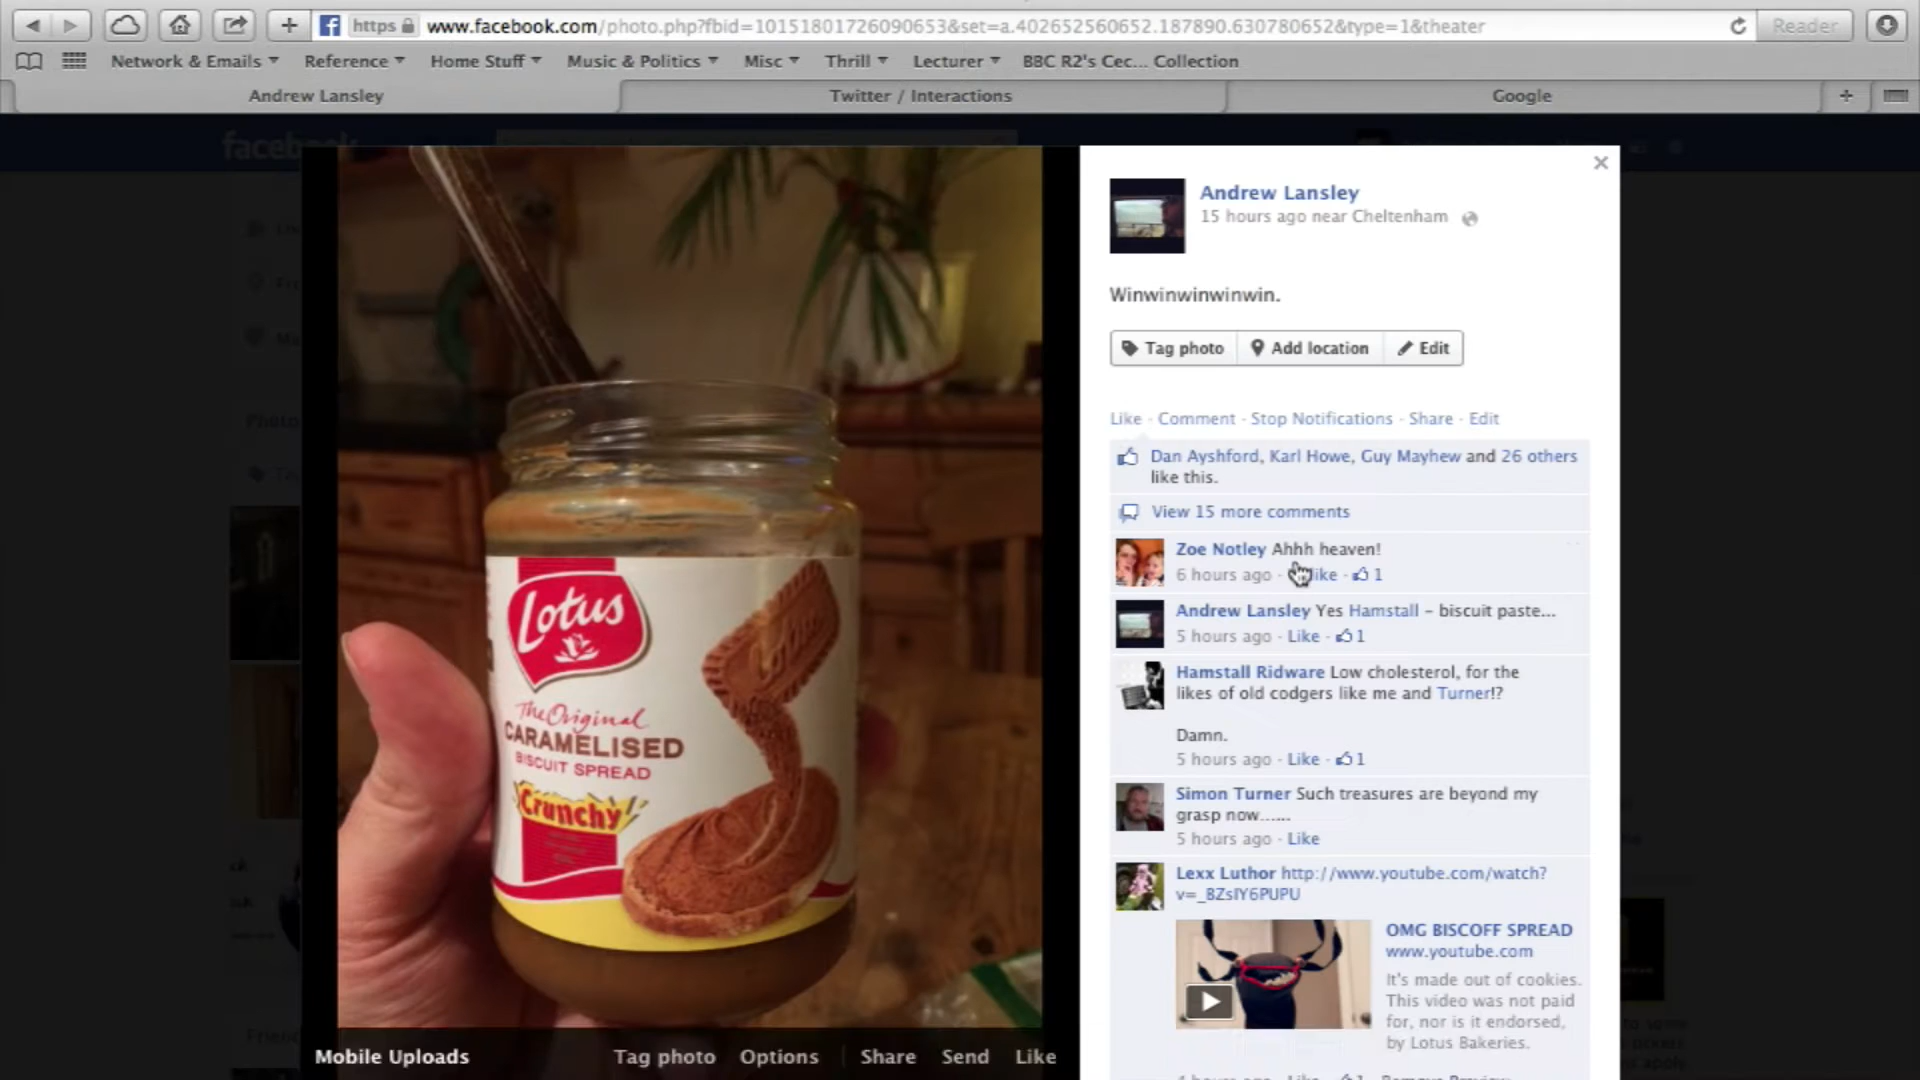 https www.facebook.com/photo.php?fbid=10151801726090653&set=a.402652560652.187890.630780652&type=1&theater Reader
Network & Emails Reference Home Stuff Music & Politics Misc Thrill Lecturer BBC R2's Cec... Collection
Andrew Lansley Twitter / Interactions Google
Lotus
The Original
CARAMELISED
BISCUIT SPREAD
Crunchy
Mobile Uploads Tag photo Options Share Send Like
Andrew Lansley
15 hours ago near Cheltenham
Winwinwinwinwin.
Tag photo Add location Edit
Like · Comment · Stop Notifications · Share · Edit
Dan Ayshford, Karl Howe, Guy Mayhew and 26 others
like this.
View 15 more comments
Zoe Notley Ahhh heaven!
6 hours ago · 1
Andrew Lansley Yes Hamstall – biscuit paste...
5 hours ago · Like · 1
Hamstall Ridware Low cholesterol, for the
likes of old codgers like me and Turner!?
Damn.
5 hours ago · Like · 1
Simon Turner Such treasures are beyond my
grasp now......
5 hours ago · Like
Lexx Luthor http://www.youtube.com/watch?
v=_BZsIY6PUPU
OMG BISCOFF SPREAD
www.youtube.com
It's made out of cookies.
This video was not paid
for, nor is it endorsed,
by Lotus Bakeries.